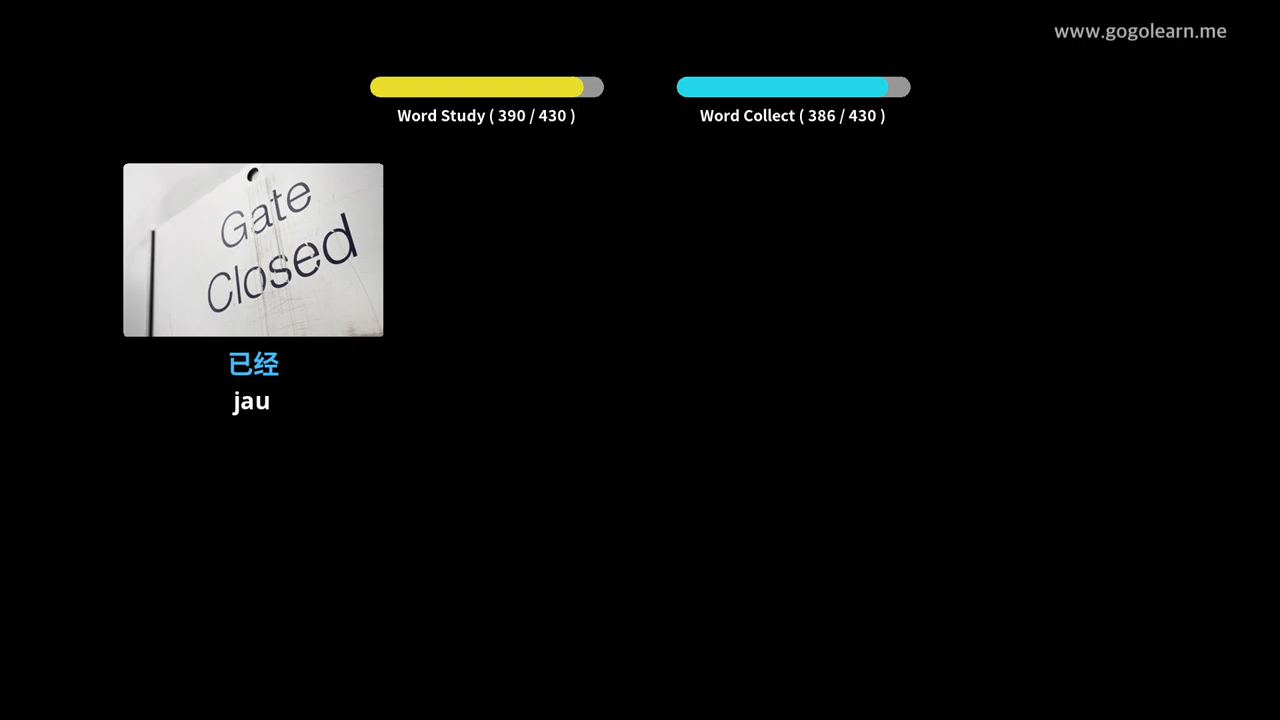 www.gogolearn.me
Word Study ( 390 / 430 )
Word Collect ( 386 / 430 )
Gate
Closed
已经
jau